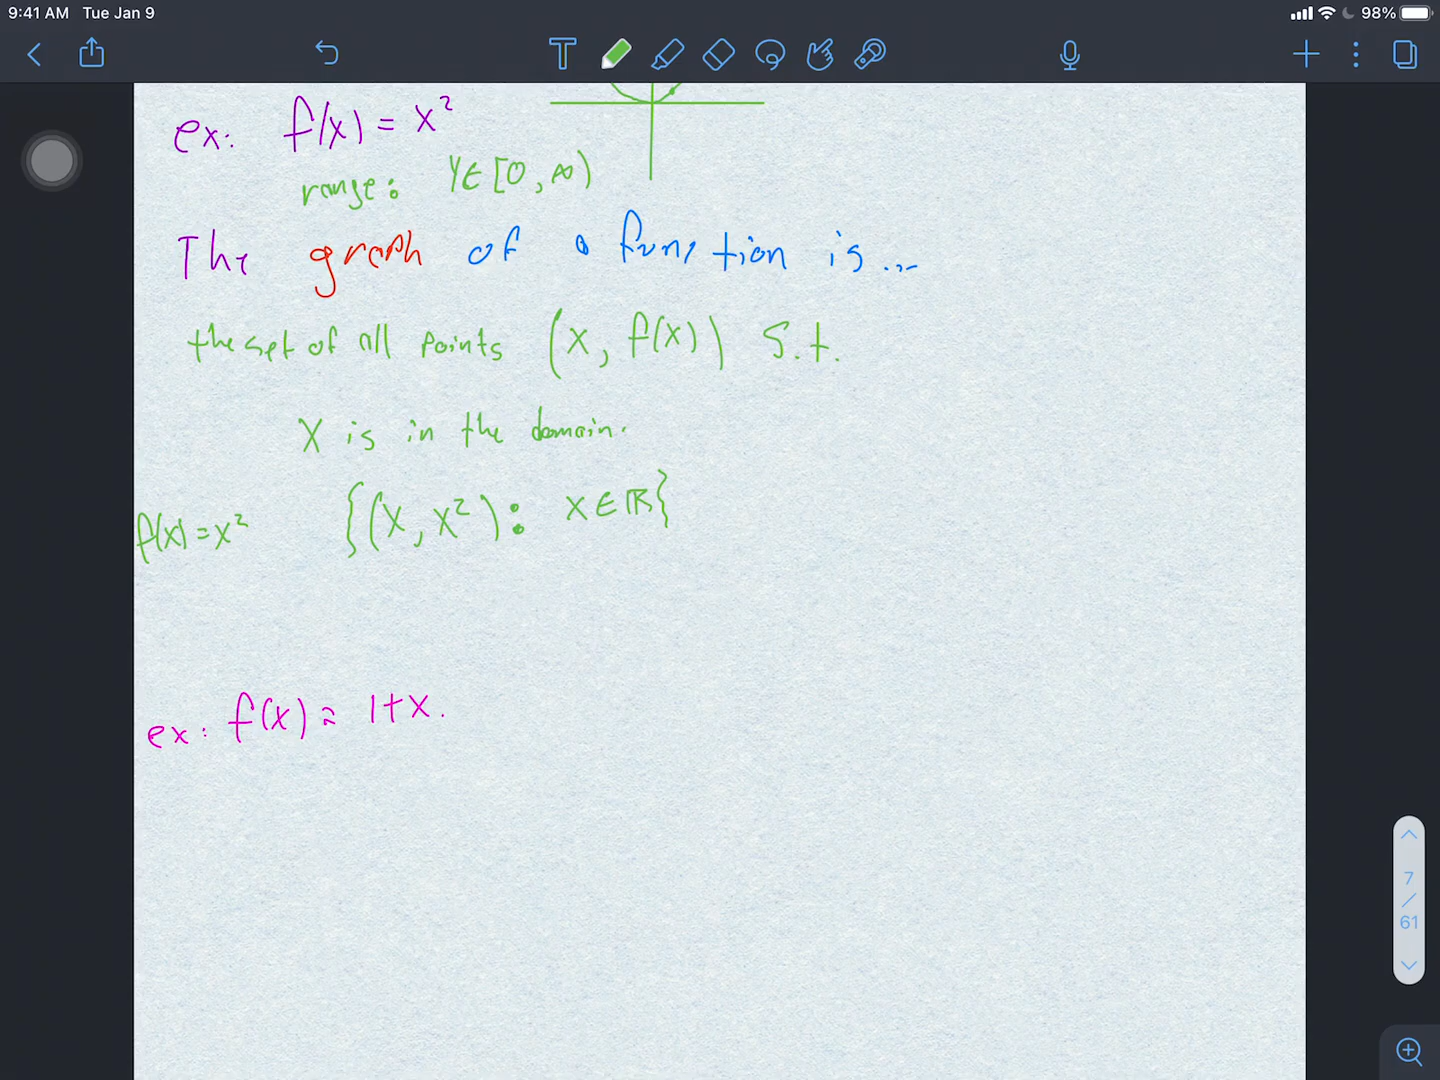 9:41 AM Tue Jan 9
98%
ex: f(x) = x²
range: Y∈[0,∞)
The graph of a function is...
the set of all points (x, f(x)) s.t.
X is in the domain.
f(x)=x² {(x, x²): x∈ℝ}
ex: f(x) = 1+x.
7
/
61